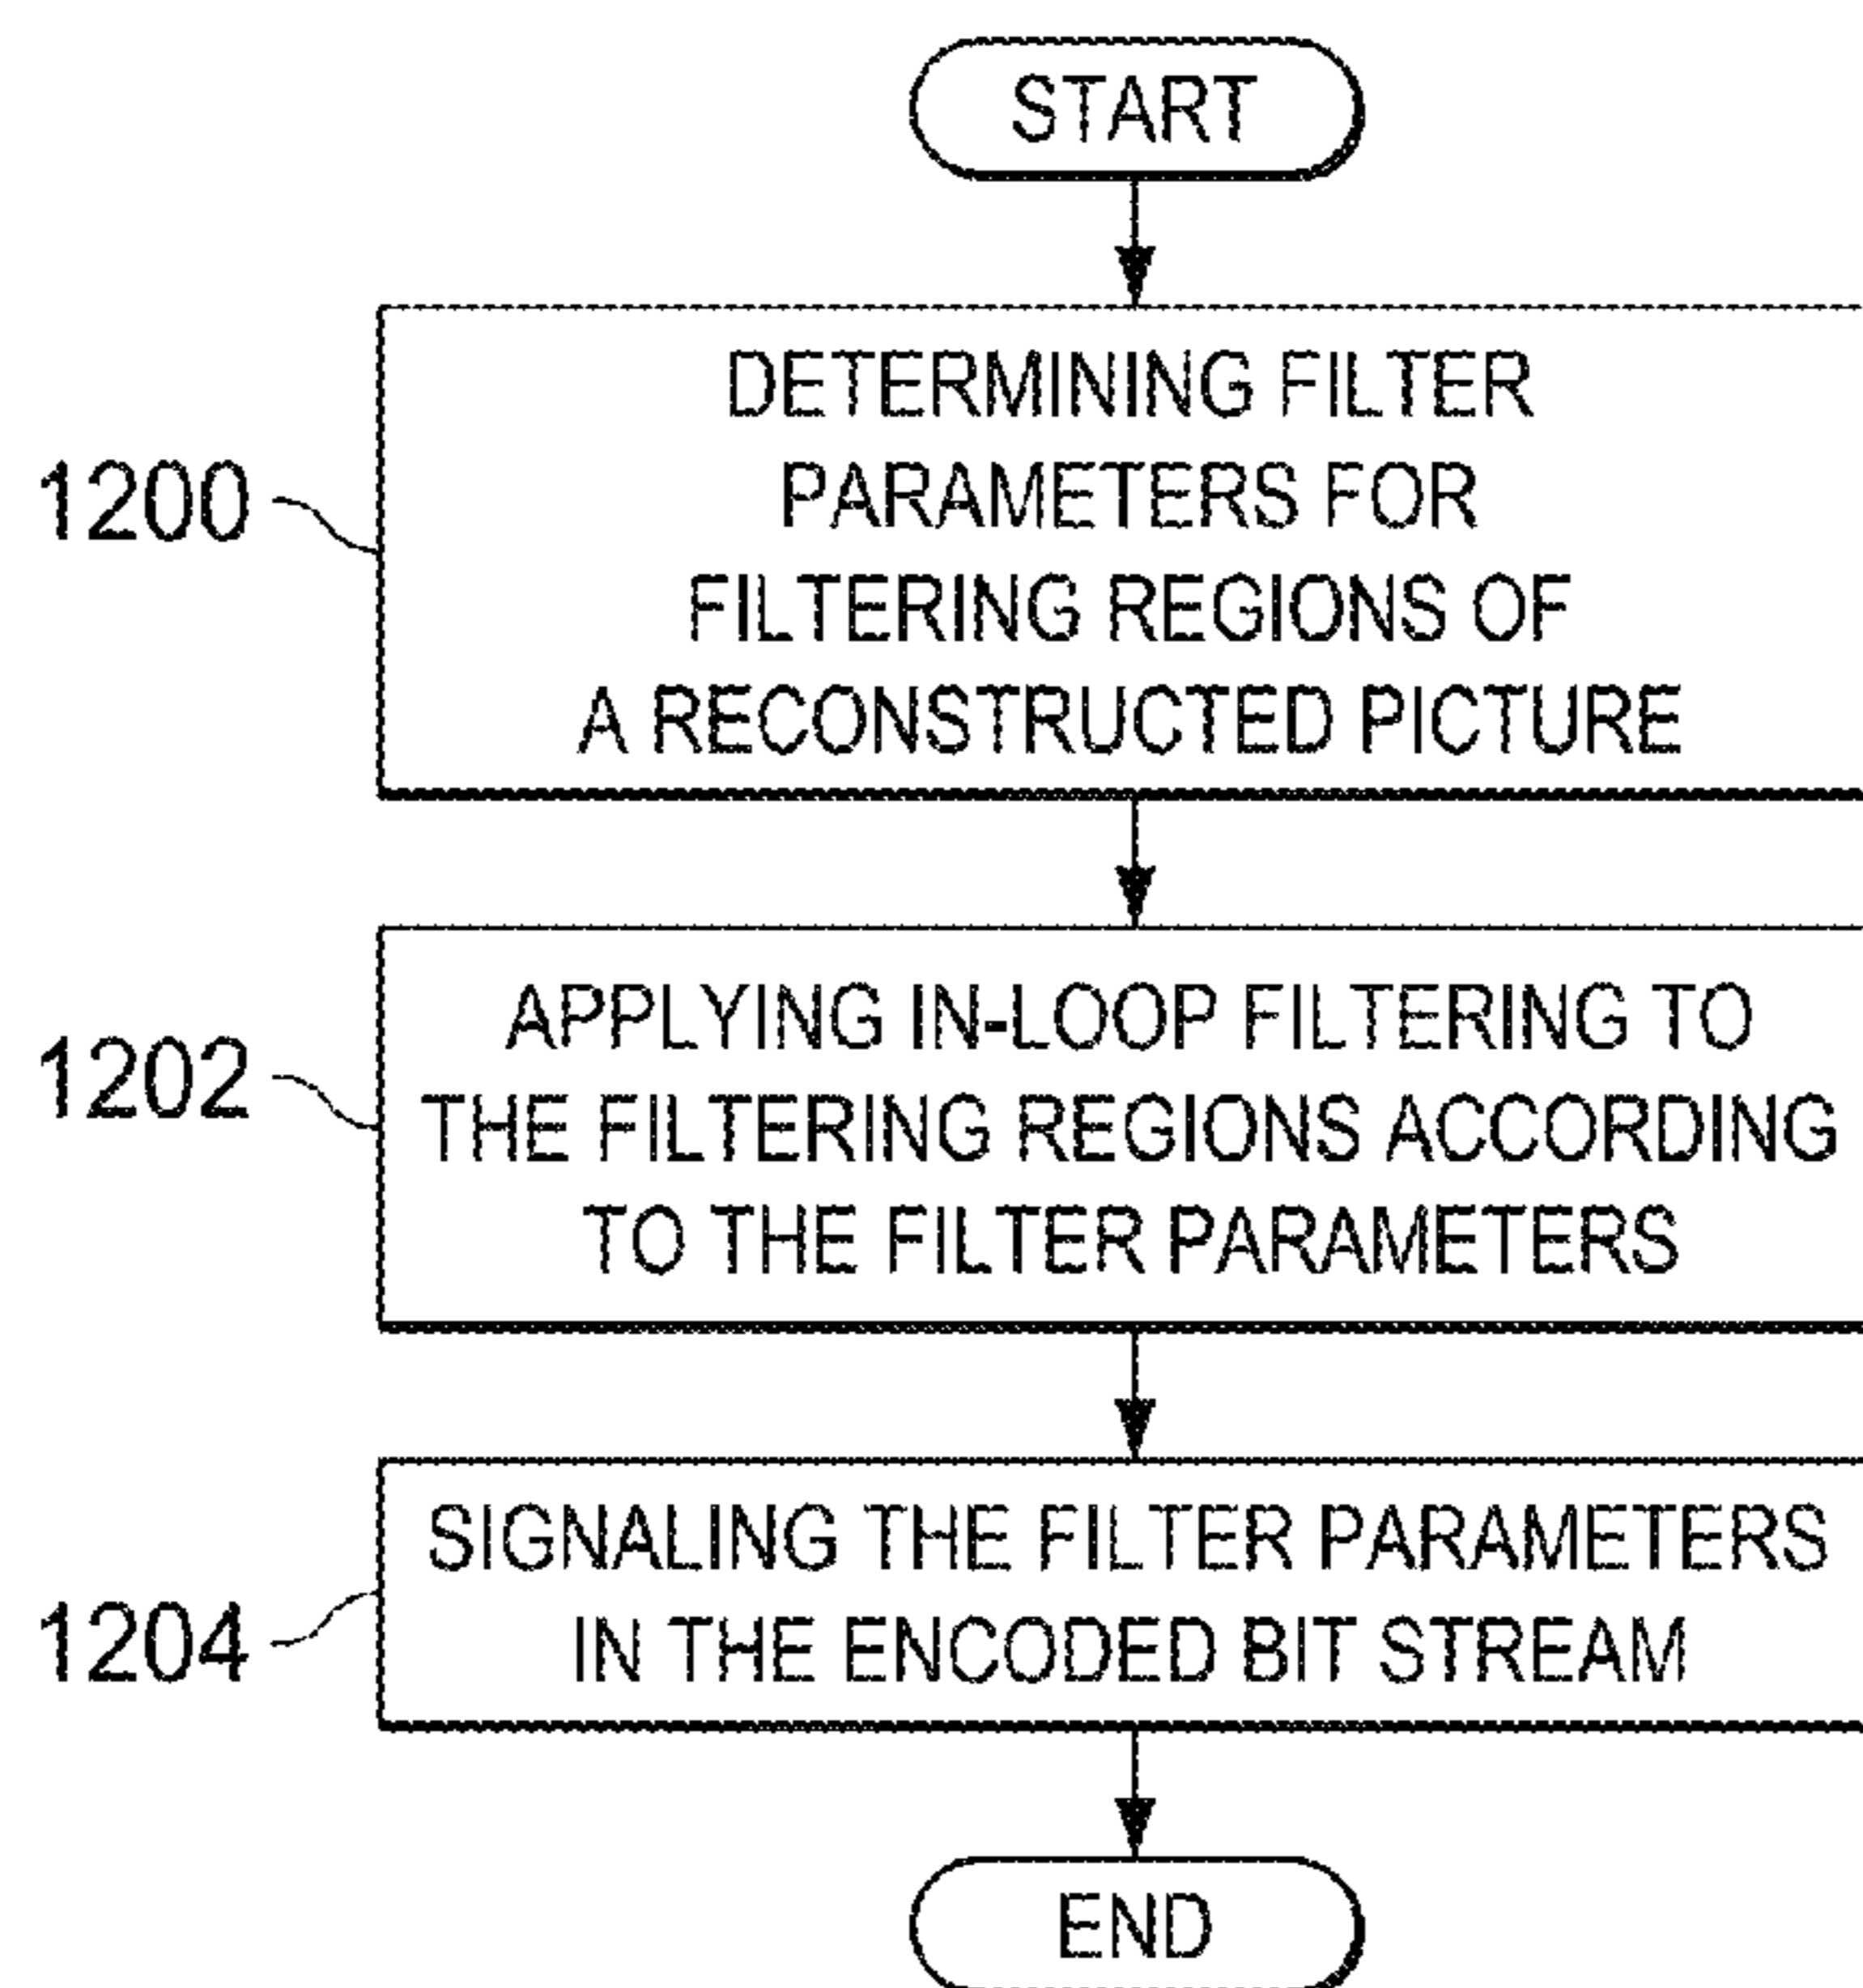 START
DETERMINING FILTER
PARAMETERS FOR
FILTERING REGIONS OF
A RECONSTRUCTED PICTURE
1200
APPLYING IN-LOOP FILTERING TO
THE FILTERING REGIONS ACCORDING
TO THE FILTER PARAMETERS
1202
SIGNALING THE FILTER PARAMETERS
IN THE ENCODED BIT STREAM
1204
END